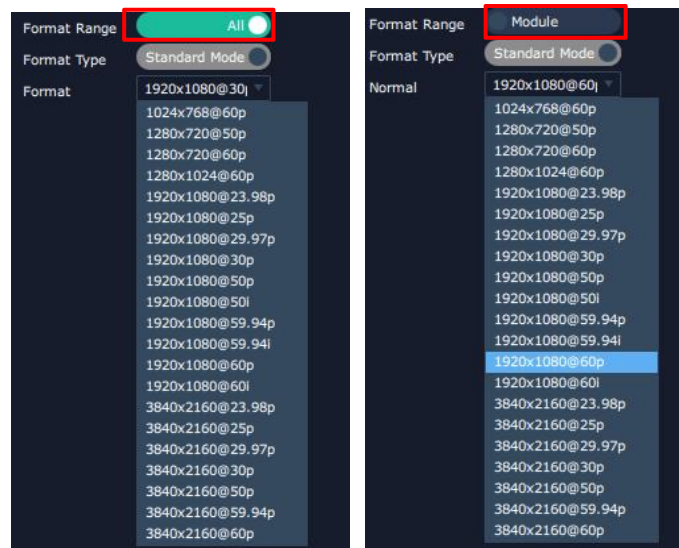 Format Range All
Format Type Standard Mode
Format 1920x1080@30
1024x768@60p
1280x720@50p
1280x720@60p
1280x1024@60p
1920x1080@23.98p
1920x1080@25p
1920x1080@29.97p
1920x1080@30p
1920x1080@50p
1920x1080@50i
1920x1080@59.94p
1920x1080@59.94i
1920x1080@60p
1920x1080@60i
3840x2160@23.98p
3840x2160@25p
3840x2160@29.97p
3840x2160@30p
3840x2160@50p
3840x2160@59.94p
3840x2160@60p
Format Range Module
Format Type Standard Mode
Normal 1920x1080@60
1024x768@60p
1280x720@50p
1280x720@60p
1280x1024@60p
1920x1080@23.98p
1920x1080@25p
1920x1080@29.97p
1920x1080@30p
1920x1080@50p
1920x1080@50i
1920x1080@59.94p
1920x1080@59.94i
1920x1080@60p
1920x1080@60i
3840x2160@23.98p
3840x2160@25p
3840x2160@29.97p
3840x2160@30p
3840x2160@50p
3840x2160@59.94p
3840x2160@60p